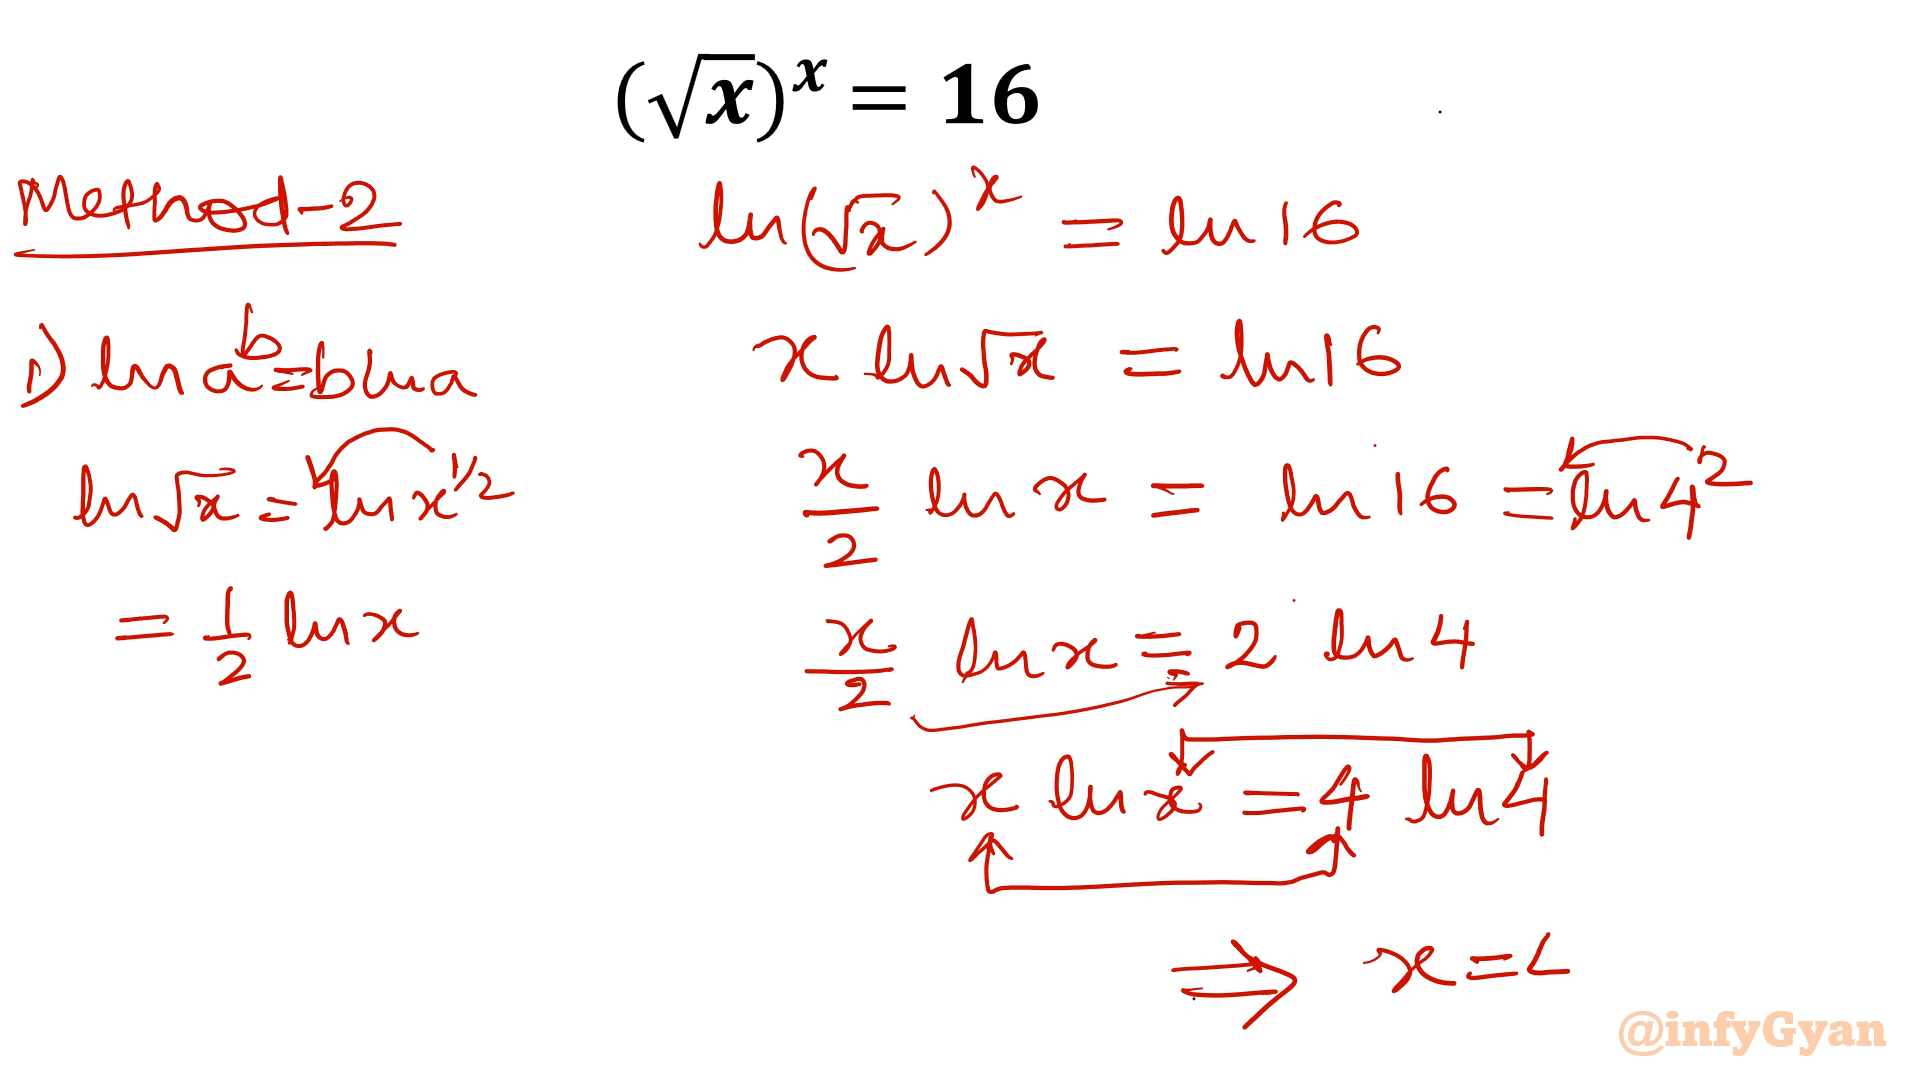 (√x)^x = 16
Method-2
ln(√x)^x = ln 16
1) ln a^b = b ln a
x ln√x = ln 16
ln√x = ln x^1/2
x/2 ln x = ln 16 = ln 4^2
= 1/2 ln x
x/2 ln x = 2 ln 4
x ln x = 4 ln 4
⇒ x = 4
@infyGyan